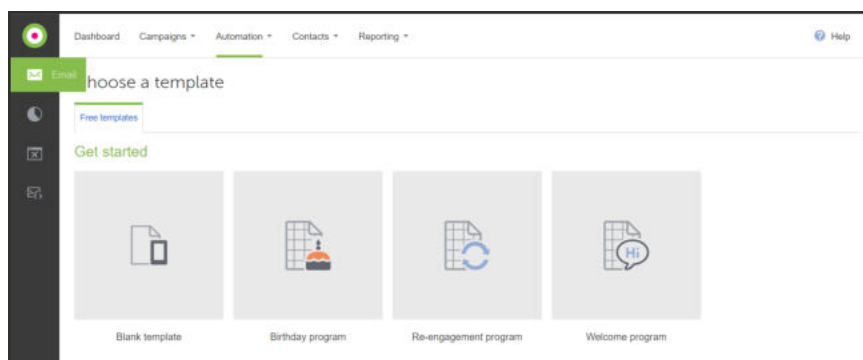 Dashboard Campaigns Automation Contacts Reporting Help
Email
hoose a template
Free templates
Get started
Hi
Blank template Birthday program Re-engagement program Welcome program